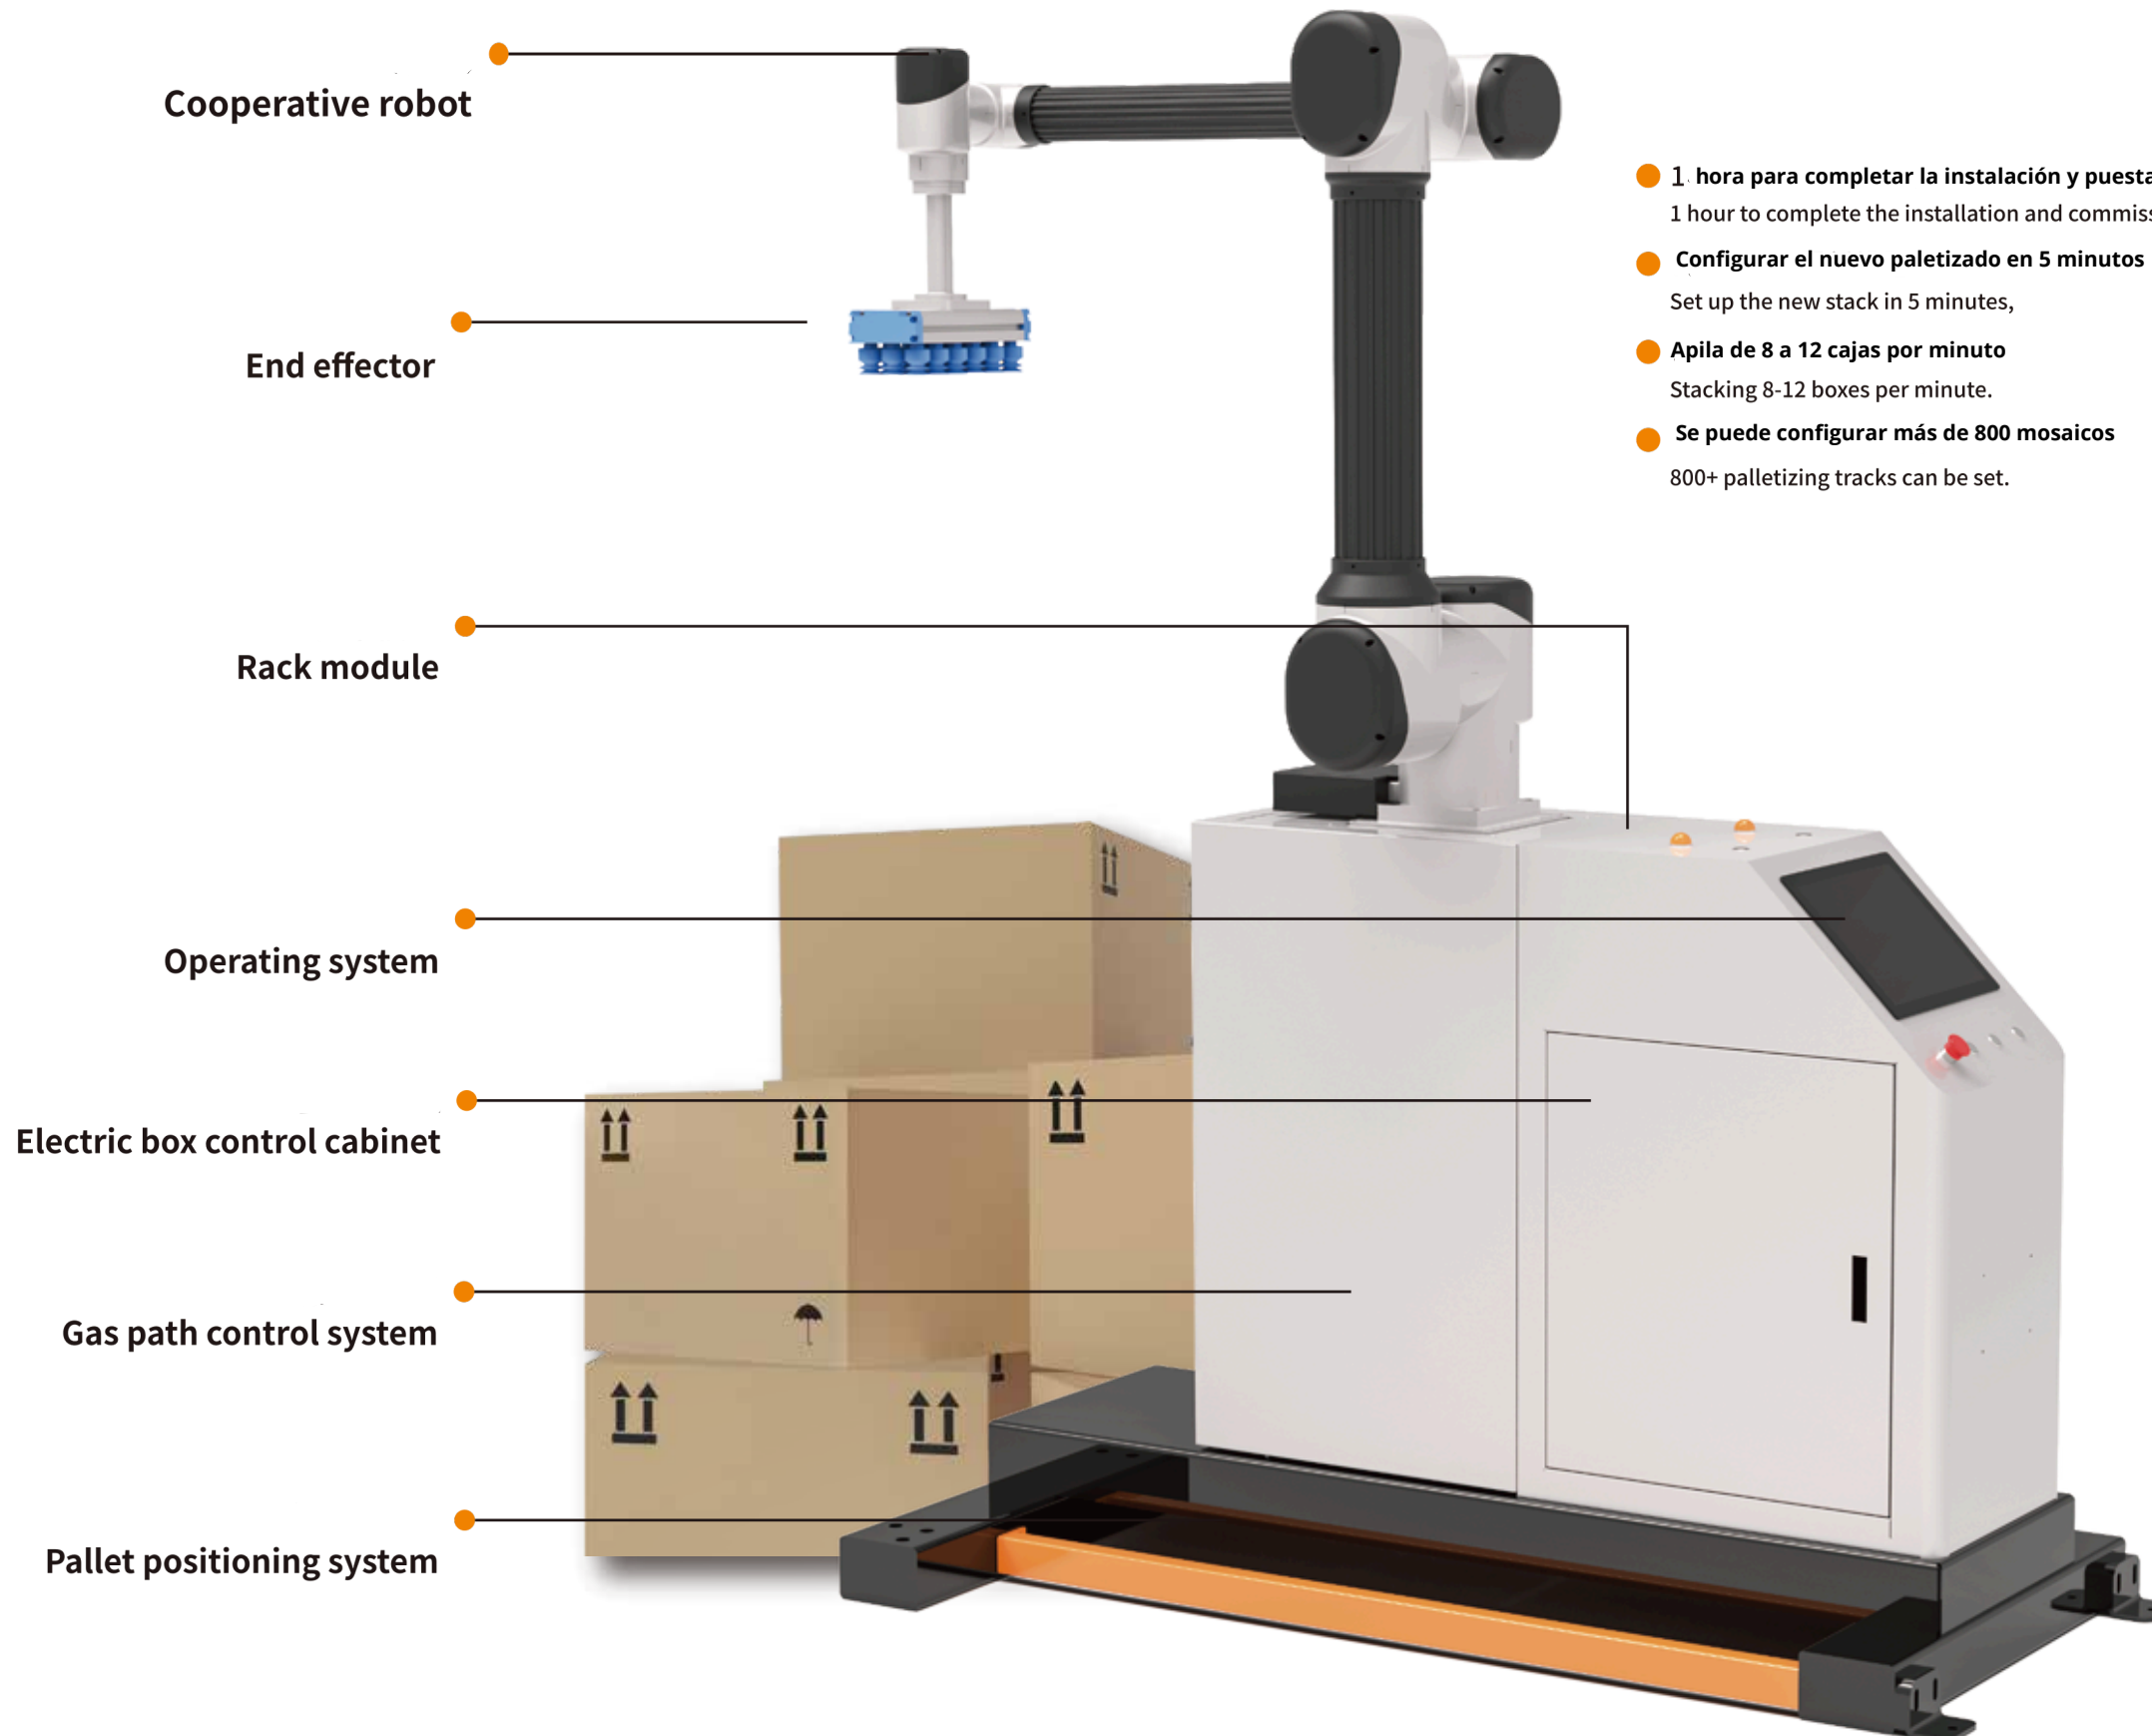 Cooperative robot
End effector
Rack module
Operating system
Electric box control cabinet
Gas path control system
Pallet positioning system
1 hora para completar la instalación y puesta
1 hour to complete the installation and commiss
Configurar el nuevo paletizado en 5 minutos
Set up the new stack in 5 minutes,
Apila de 8 a 12 cajas por minuto
Stacking 8-12 boxes per minute.
Se puede configurar más de 800 mosaicos
800+ palletizing tracks can be set.